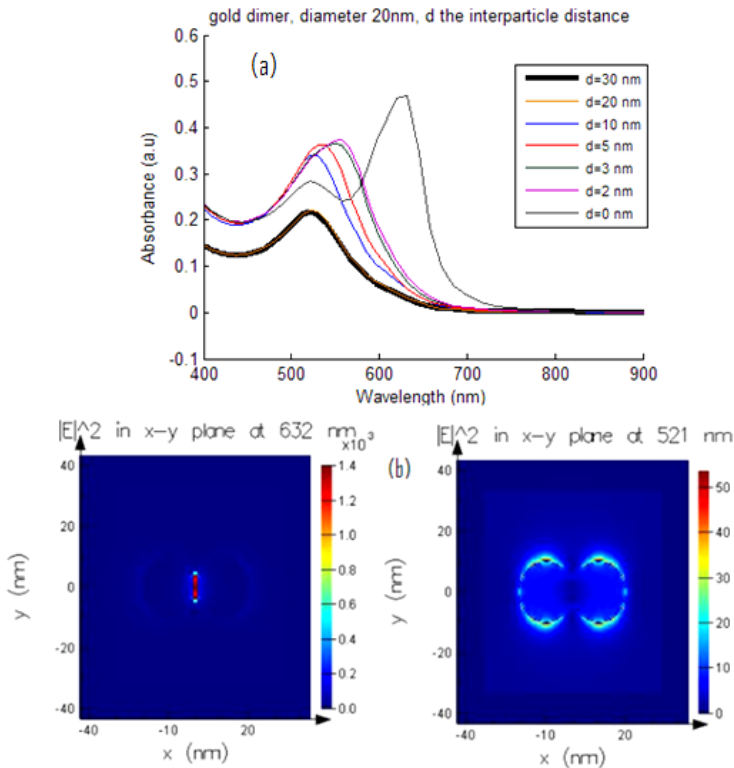 gold dimer, diameter 20nm, d the interparticle distance
(a)
0.6
0.5
0.4
0.3
0.2
0.1
0
-0.1
Absorbance (a.u)
d=30 nm
d=20 nm
d=10 nm
d=5 nm
d=3 nm
d=2 nm
d=0 nm
400
500
600
700
800
900
Wavelength (nm)
|E|^2 in x-y plane at 632 nm
×10³
40
20
0
-20
-40
y (nm)
-40
-10
20
x (nm)
1.4
1.2
1.0
0.8
0.6
0.4
0.2
0.0
(b)
|E|^2 in x-y plane at 521 nm
40
20
0
-20
-40
y (nm)
-40
-10
20
x (nm)
50
40
30
20
10
0